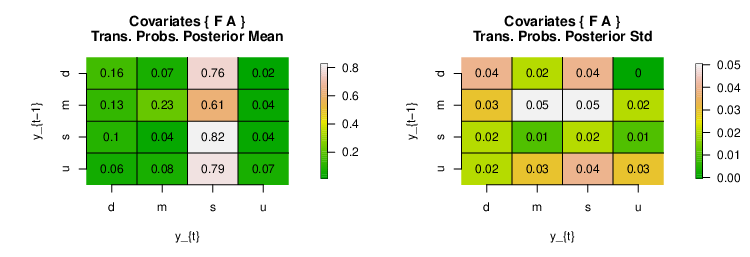 Covariates { F A }
Trans. Probs. Posterior Mean
d 0.16 0.07 0.76 0.02
m 0.13 0.23 0.61 0.04
s 0.1 0.04 0.82 0.04
u 0.06 0.08 0.79 0.07
d m s u
y_{t−1}
y_{t}
0.8
0.6
0.4
0.2
Covariates { F A }
Trans. Probs. Posterior Std
d 0.04 0.02 0.04 0
m 0.03 0.05 0.05 0.02
s 0.02 0.01 0.02 0.01
u 0.02 0.03 0.04 0.03
d m s u
y_{t−1}
y_{t}
0.05
0.04
0.03
0.02
0.01
0.00